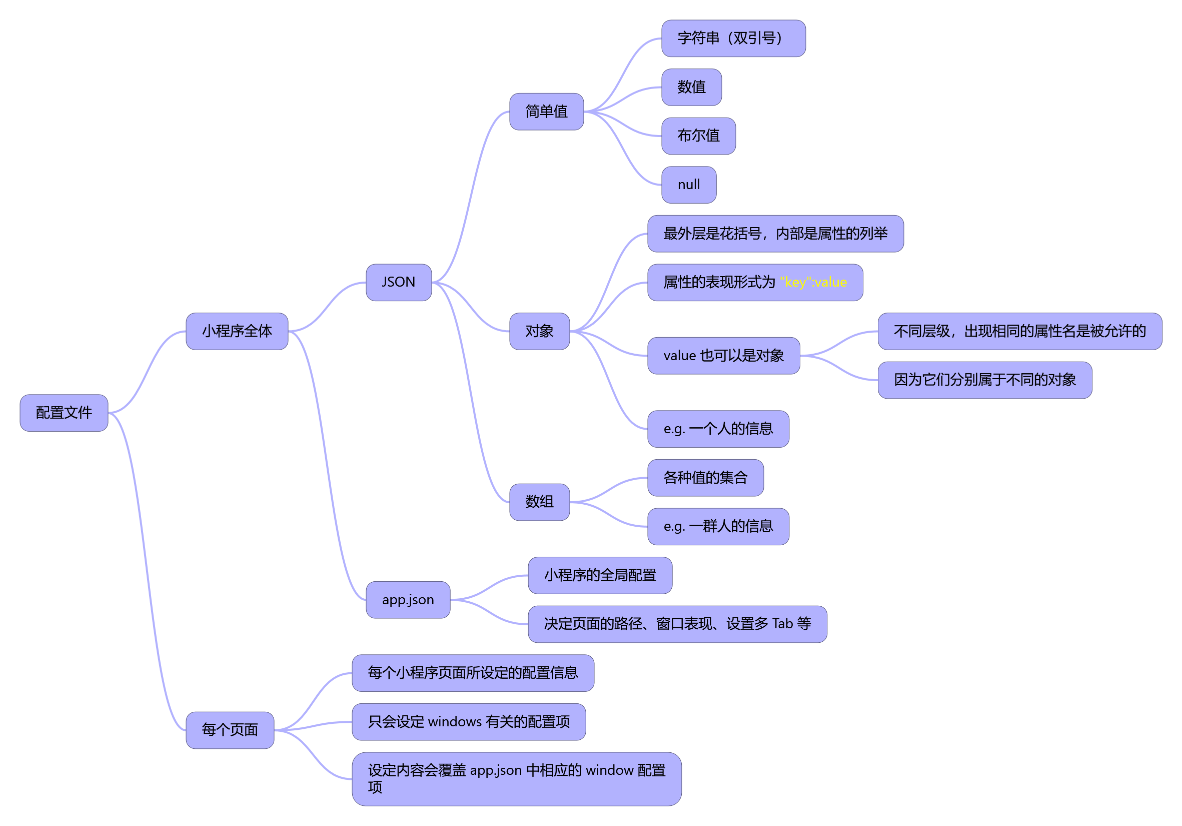 配置文件
小程序全体
JSON
简单值
字符串（双引号）
数值
布尔值
null
对象
最外层是花括号，内部是属性的列举
属性的表现形式为 "key":value
value 也可以是对象
不同层级，出现相同的属性名是被允许的
因为它们分别属于不同的对象
e.g. 一个人的信息
数组
各种值的集合
e.g. 一群人的信息
app.json
小程序的全局配置
决定页面的路径、窗口表现、设置多 Tab 等
每个页面
每个小程序页面所设定的配置信息
只会设定 windows 有关的配置项
设定内容会覆盖 app.json 中相应的 window 配置
项